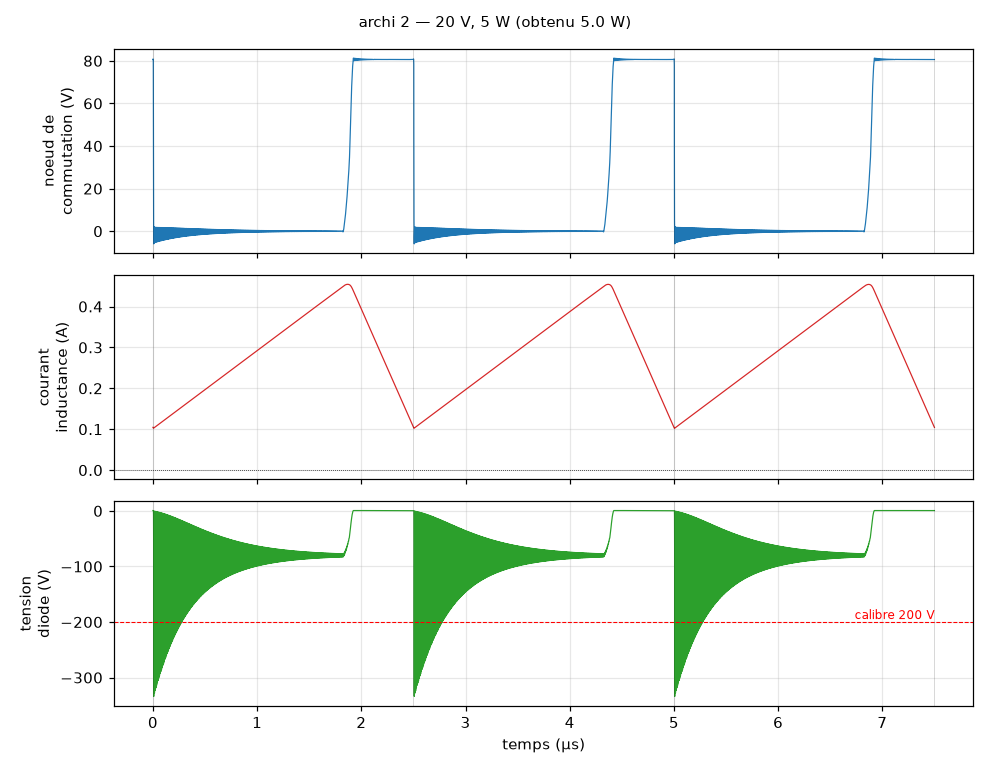 archi 2 — 20 V, 5 W (obtenu 5.0 W)
80
60
40
20
0
noeud de
commutation (V)
0.4
0.3
0.2
0.1
0.0
courant
inductance (A)
0
−100
−200
−300
tension
diode (V)
calibre 200 V
0 1 2 3 4 5 6 7
temps (µs)